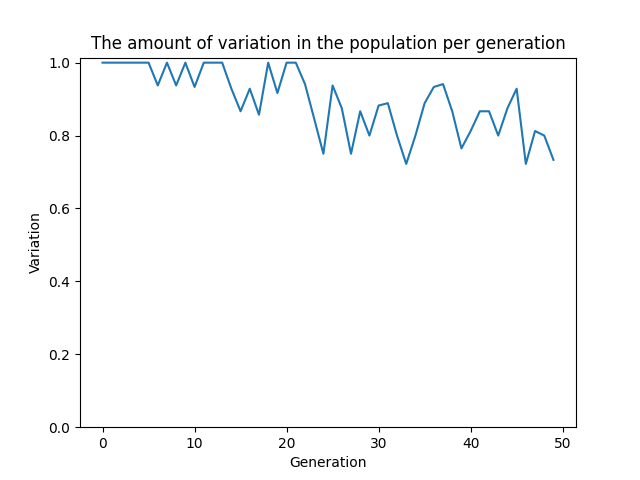 The amount of variation in the population per generation
1.0
0.8
0.6
0.4
0.2
0.0
Variation
0 10 20 30 40 50
Generation